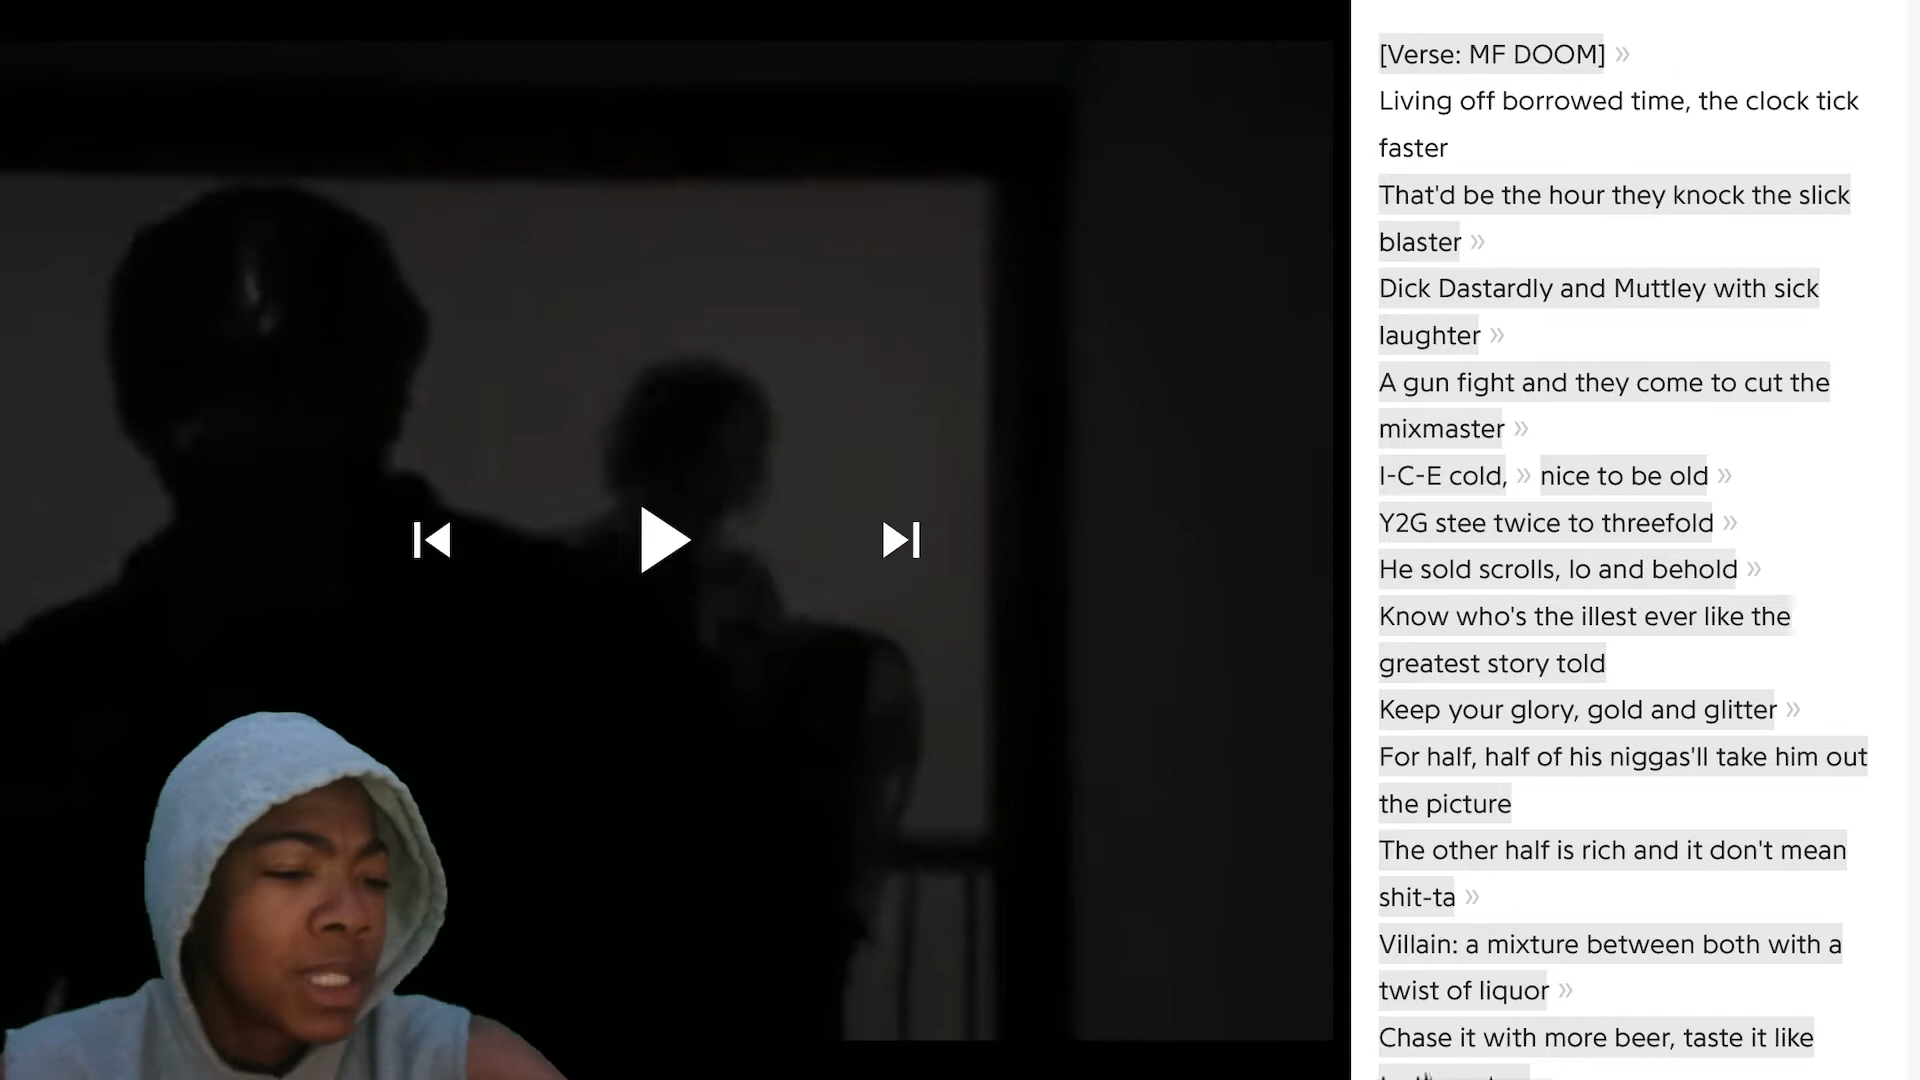 [Verse: MF DOOM] »
Living off borrowed time, the clock tick
faster
That'd be the hour they knock the slick
blaster »
Dick Dastardly and Muttley with sick
laughter »
A gun fight and they come to cut the
mixmaster »
I-C-E cold, » nice to be old »
Y2G stee twice to threefold »
He sold scrolls, lo and behold »
Know who's the illest ever like the
greatest story told
Keep your glory, gold and glitter »
For half, half of his niggas'll take him out
the picture
The other half is rich and it don't mean
shit-ta »
Villain: a mixture between both with a
twist of liquor »
Chase it with more beer, taste it like